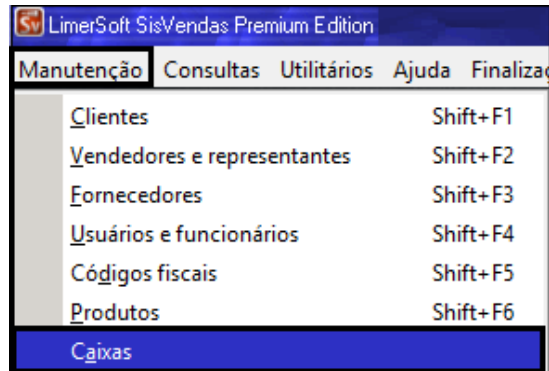 Sv LimerSoft SisVendas Premium Edition
Manutenção Consultas Utilitários Ajuda
Clientes Shift+F1
Vendedores e representantes Shift+F2
Fornecedores Shift+F3
Usuários e funcionários Shift+F4
Códigos fiscais Shift+F5
Produtos Shift+F6
Caixas